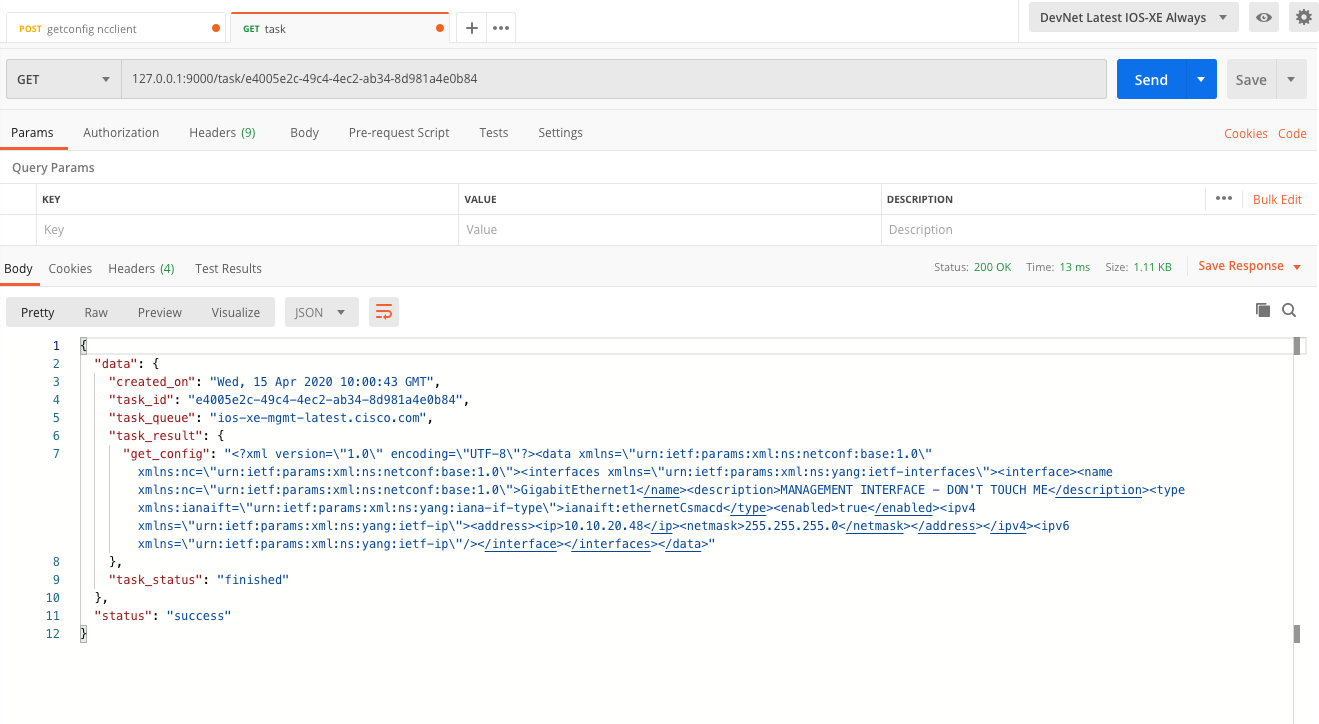 POST getconfig ncclient GET task + ••• DevNet Latest IOS-XE Always
GET 127.0.0.1:9000/task/e4005e2c-49c4-4ec2-ab34-8d981a4e0b84 Send Save
Params Authorization Headers (9) Body Pre-request Script Tests Settings Cookies Code
Query Params
KEY VALUE DESCRIPTION ••• Bulk Edit
Key Value Description
Body Cookies Headers (4) Test Results Status: 200 OK Time: 13 ms Size: 1.11 KB Save Response
Pretty Raw Preview Visualize JSON
1 {
2 "data": {
3 "created_on": "Wed, 15 Apr 2020 10:00:43 GMT",
4 "task_id": "e4005e2c-49c4-4ec2-ab34-8d981a4e0b84",
5 "task_queue": "ios-xe-mgmt-latest.cisco.com",
6 "task_result": {
7 "get_config": "<?xml version=\"1.0\" encoding=\"UTF-8\"?><data xmlns=\"urn:ietf:params:xml:ns:netconf:base:1.0\"
xmlns:nc=\"urn:ietf:params:xml:ns:netconf:base:1.0\"><interfaces xmlns=\"urn:ietf:params:xml:ns:yang:ietf-interfaces\"><interface><name
xmlns:nc=\"urn:ietf:params:xml:ns:netconf:base:1.0\">GigabitEthernet1</name><description>MANAGEMENT INTERFACE - DON'T TOUCH ME</description><type
xmlns:ianaift=\"urn:ietf:params:xml:ns:yang:iana-if-type\">ianaift:ethernetCsmacd</type><enabled>true</enabled><ipv4
xmlns=\"urn:ietf:params:xml:ns:yang:ietf-ip\"><address><ip>10.10.20.48</ip><netmask>255.255.255.0</netmask></address></ipv4><ipv6
xmlns=\"urn:ietf:params:xml:ns:yang:ietf-ip\"/></interface></interfaces></data>"
8 },
9 "task_status": "finished"
10 },
11 "status": "success"
12 }